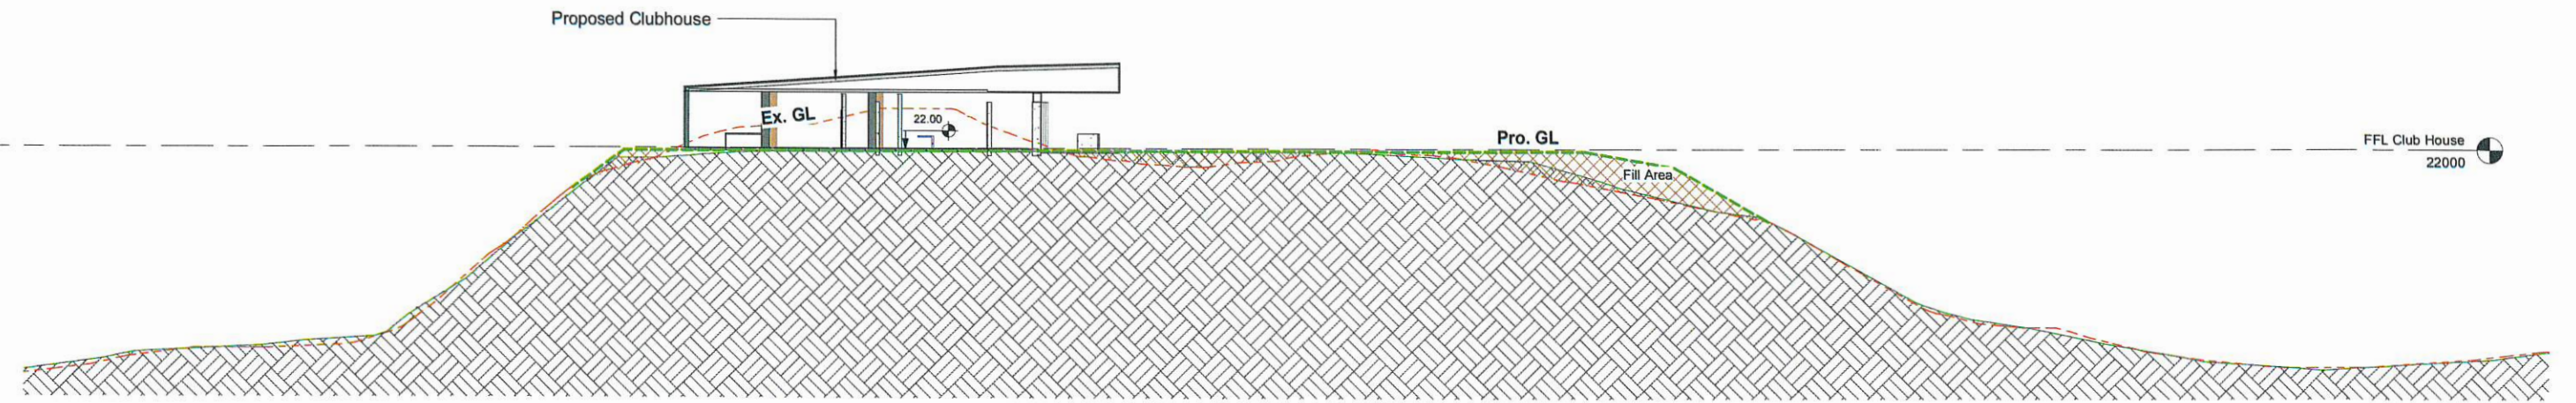 Proposed Clubhouse
Ex. GL
22.00
Pro. GL
FFL Club House
22000
Fill Area